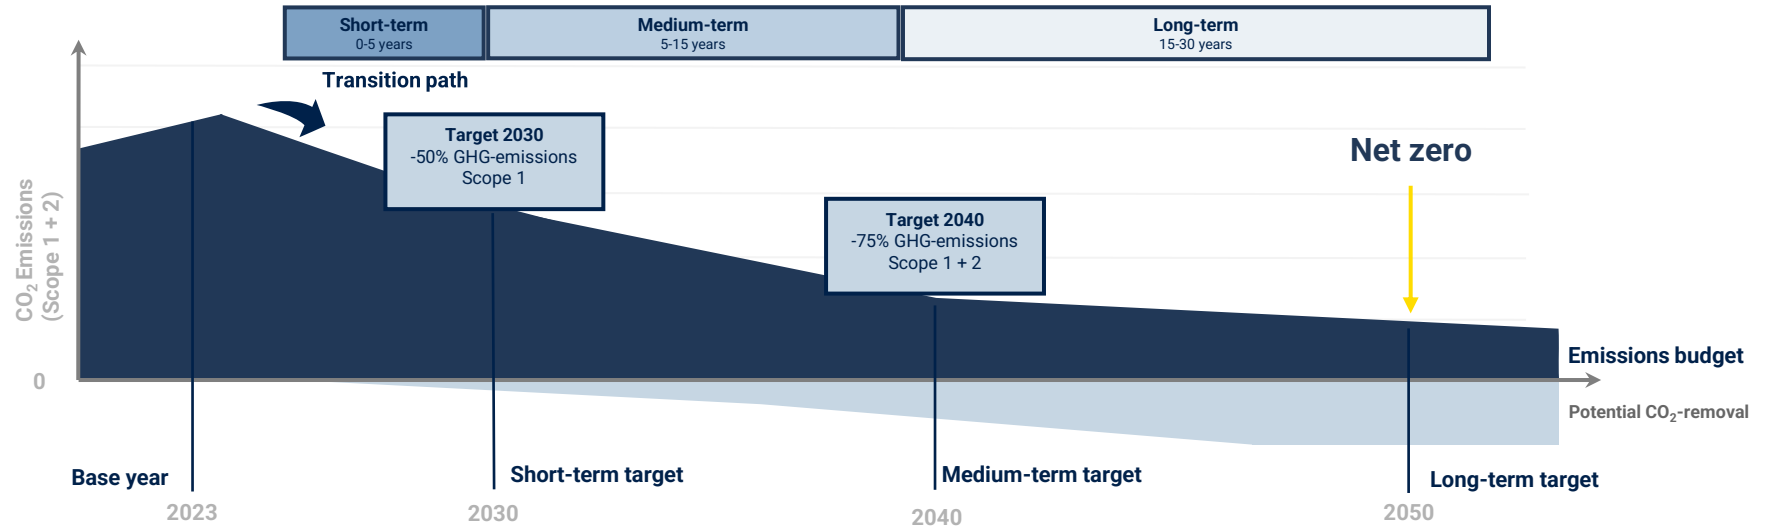 Short-term
0-5 years
Medium-term
5-15 years
Long-term
15-30 years
Transition path
Target 2030
-50% GHG-emissions
Scope 1
Target 2040
-75% GHG-emissions
Scope 1 + 2
Net zero
CO₂ Emissions
(Scope 1 + 2)
0
Emissions budget
Potential CO₂-removal
Base year
Short-term target
Medium-term target
Long-term target
2023
2030
2040
2050